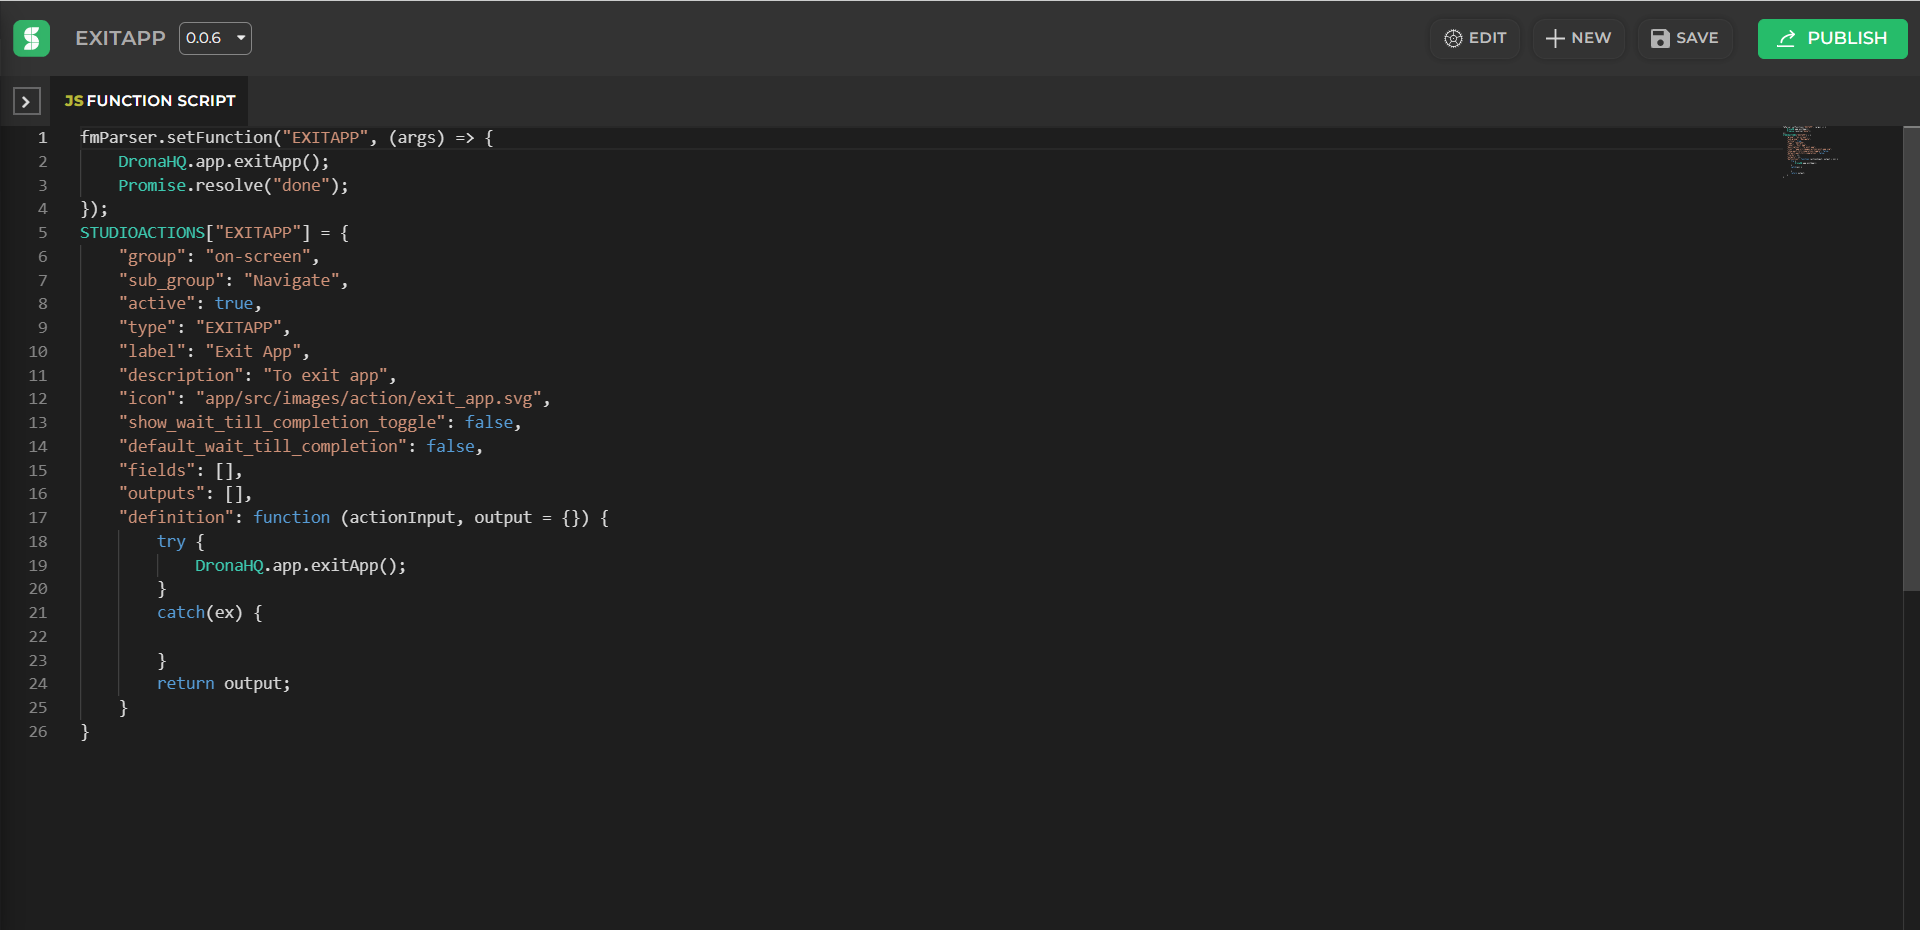 EXITAPP 0.0.6 EDIT NEW SAVE PUBLISH
JS FUNCTION SCRIPT
1 fmParser.setFunction("EXITAPP", (args) => {
2     DronaHQ.app.exitApp();
3     Promise.resolve("done");
4 });
5 STUDIOACTIONS["EXITAPP"] = {
6     "group": "on-screen",
7     "sub_group": "Navigate",
8     "active": true,
9     "type": "EXITAPP",
10     "label": "Exit App",
11     "description": "To exit app",
12     "icon": "app/src/images/action/exit_app.svg",
13     "show_wait_till_completion_toggle": false,
14     "default_wait_till_completion": false,
15     "fields": [],
16     "outputs": [],
17     "definition": function (actionInput, output = {}) {
18         try {
19             DronaHQ.app.exitApp();
20         }
21         catch(ex) {
22
23         }
24         return output;
25     }
26 }